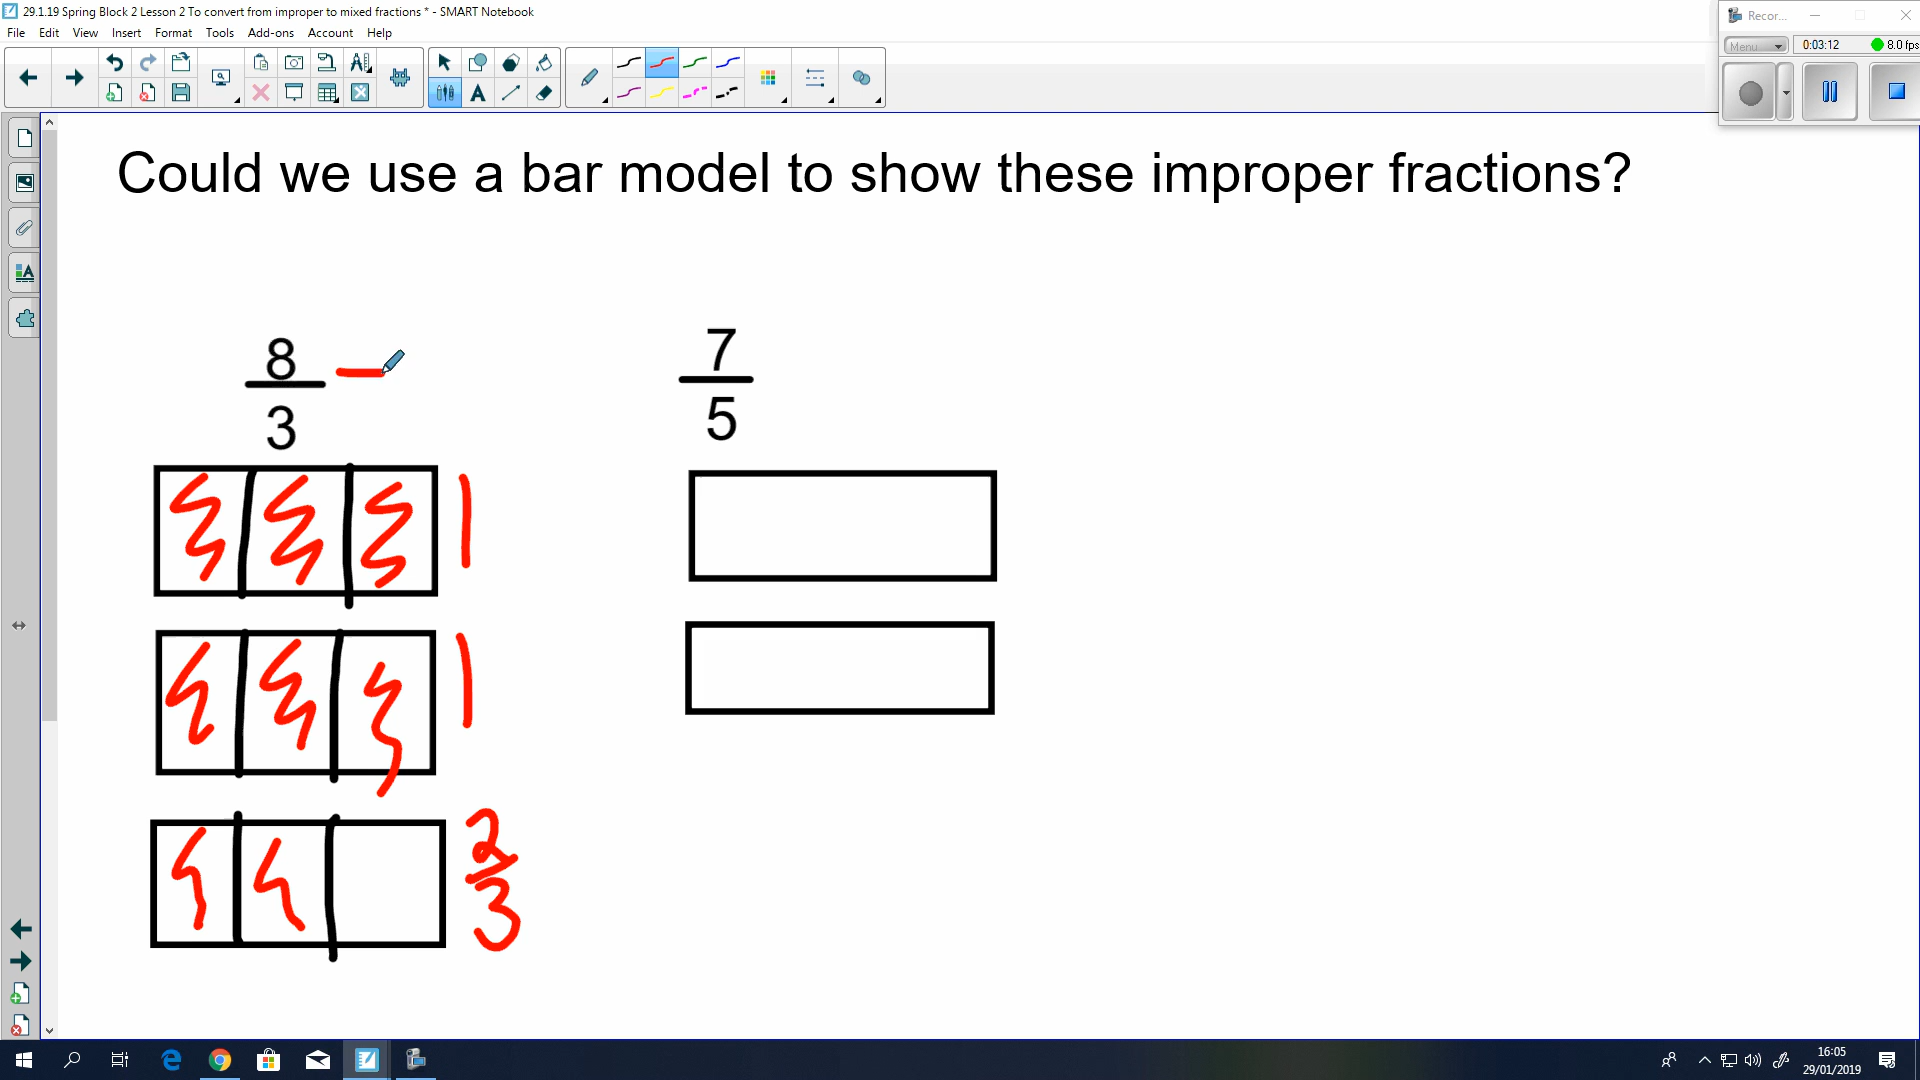 29.1.19 Spring Block 2 Lesson 2 To convert from improper to mixed fractions * - SMART Notebook
Recor...
File Edit View Insert Format Tools Add-ons Account Help
Menu
0:03:12
8.0 fps
Could we use a bar model to show these improper fractions?
8
3
7
5
1
1
2
3
16:05
29/01/2019